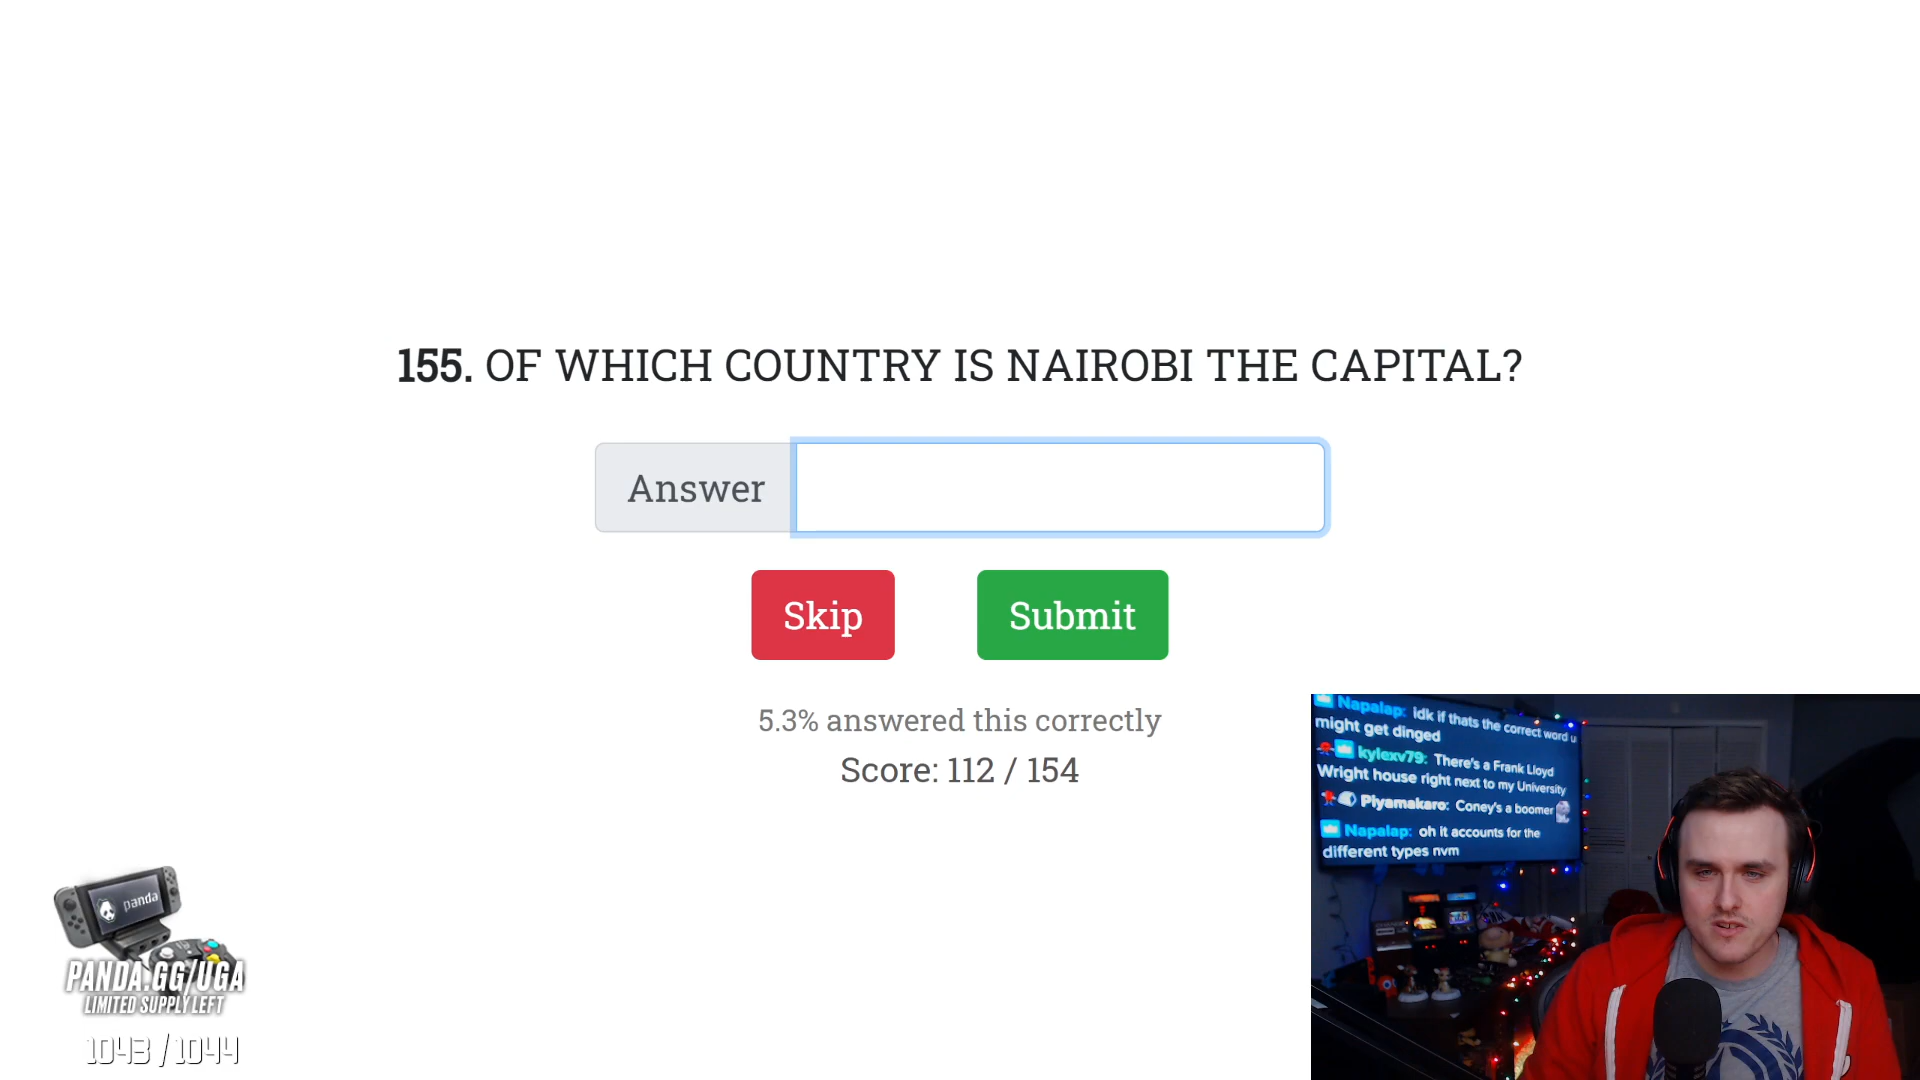 155. OF WHICH COUNTRY IS NAIROBI THE CAPITAL?
Answer
Skip
Submit
5.3% answered this correctly
Score: 112 / 154
Napalap: idk if thats the correct word u
might get dinged
kylexv79: There's a Frank Lloyd
Wright house right next to my University
Piyamakaro: Coney's a boomer
Napalap: oh it accounts for the
different types nvm
panda
PANDA.GG/UGA
LIMITED SUPPLY LEFT
1043 / 1044